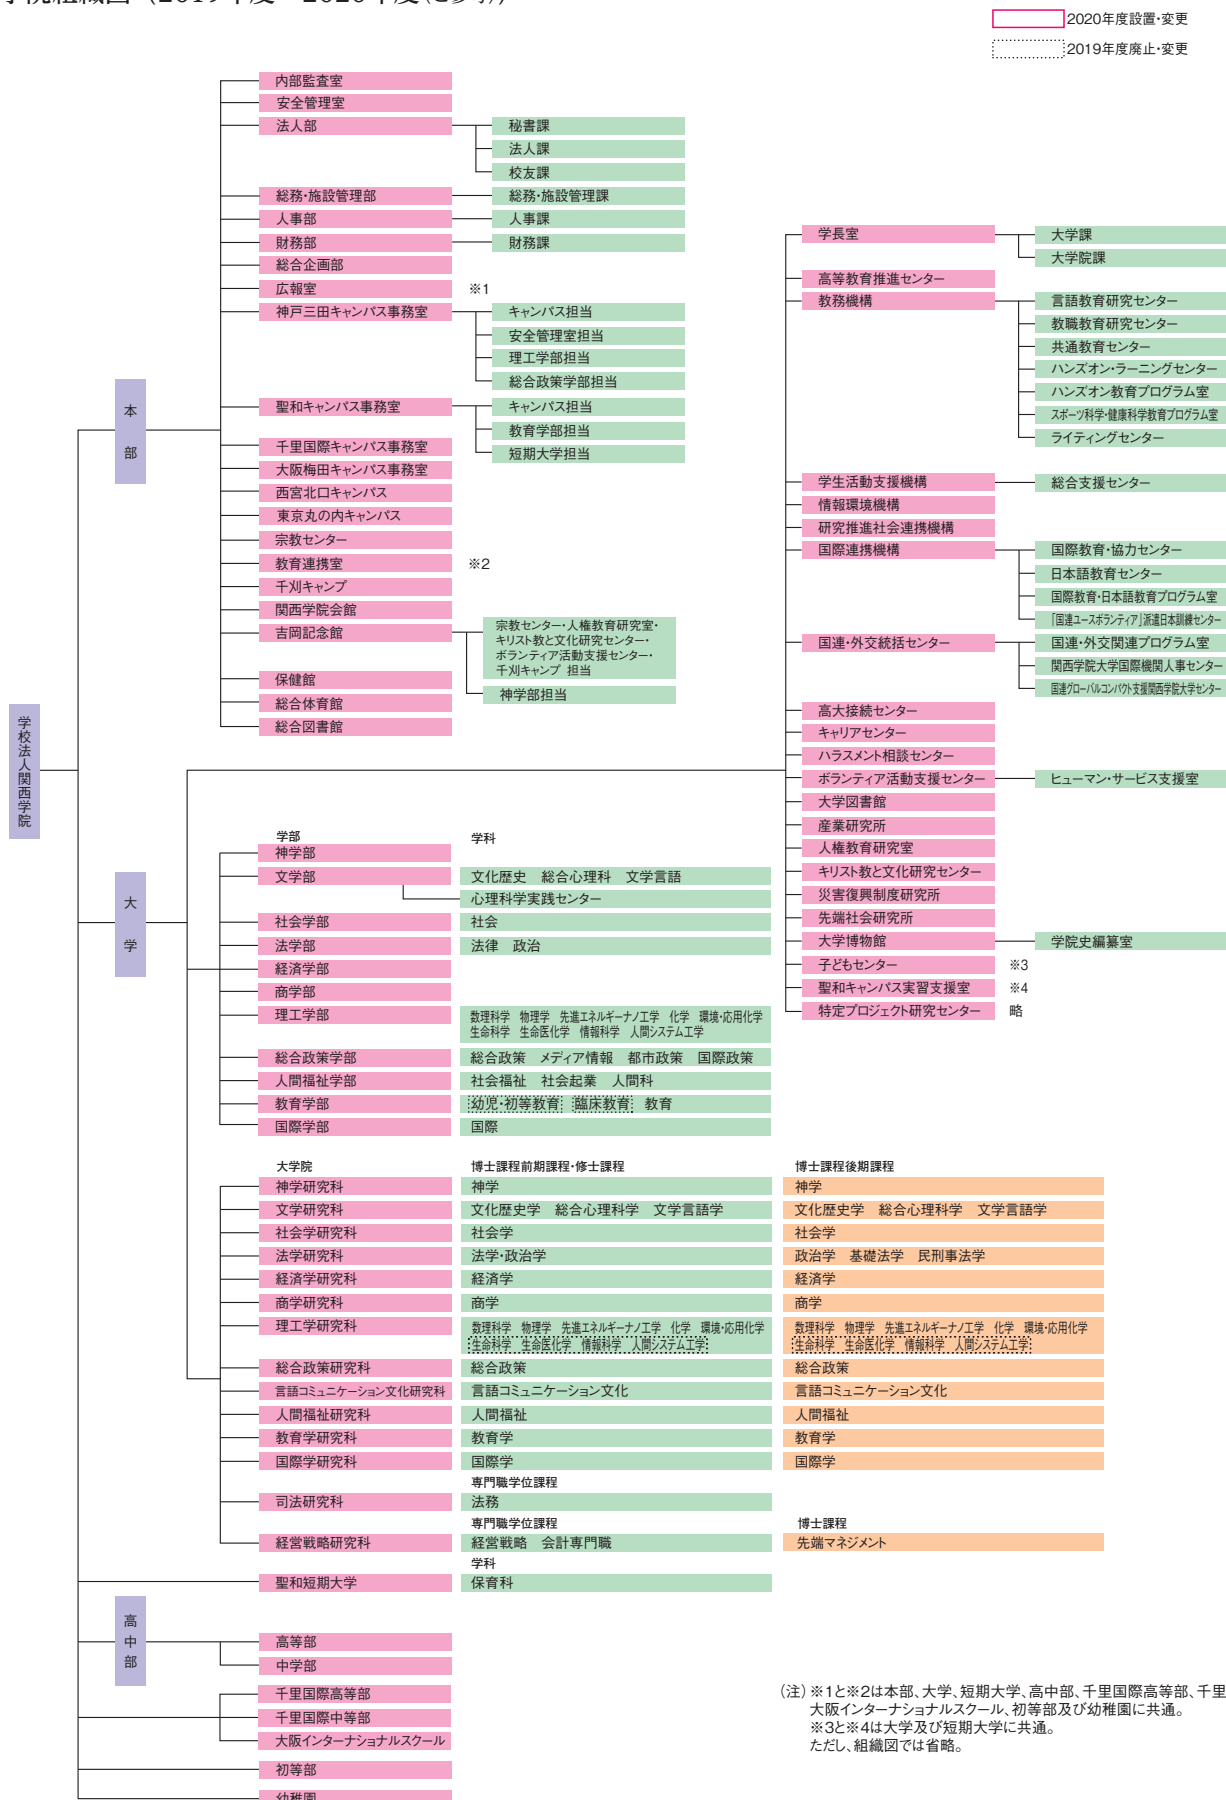 学院組織図（2019年度～2020年度（ご参考））
2020年度設置・変更
2019年度廃止・変更
学校法人関西学院
本部
内部監査室
安全管理室
法人部
秘書課
法人課
校友課
総務・施設管理部
総務・施設管理課
人事部
人事課
財務部
財務課
総合企画部
広報室 ※1
神戸三田キャンパス事務室
キャンパス担当
安全管理室担当
理工学部担当
総合政策学部担当
聖和キャンパス事務室
キャンパス担当
教育学部担当
短期大学担当
千里国際キャンパス事務室
大阪梅田キャンパス事務室
西宮北口キャンパス
東京丸の内キャンパス
宗教センター
教育連携室 ※2
千刈キャンプ
関西学院会館
吉岡記念館
宗教センター・人権教育研究室・
キリスト教と文化研究センター・
ボランティア活動支援センター・
千刈キャンプ 担当
神学部担当
保健館
総合体育館
総合図書館
大学
学長室
大学課
大学院課
高等教育推進センター
教務機構
言語教育研究センター
教職教育研究センター
共通教育センター
ハンズオン・ラーニングセンター
ハンズオン教育プログラム室
スポーツ科学・健康科学教育プログラム室
ライティングセンター
学生活動支援機構
総合支援センター
情報環境機構
研究推進社会連携機構
国際連携機構
国際教育・協力センター
日本語教育センター
国際教育・日本語教育プログラム室
「国連ユースボランティア」派遣日本訓練センター
国連・外交統括センター
国連・外交関連プログラム室
関西学院大学国際機関人事センター
国連グローバルコンパクト支援関西学院大学センター
高大接続センター
キャリアセンター
ハラスメント相談センター
ボランティア活動支援センター
ヒューマン・サービス支援室
大学図書館
産業研究所
人権教育研究室
キリスト教と文化研究センター
災害復興制度研究所
先端社会研究所
大学博物館
学院史編纂室
子どもセンター ※3
聖和キャンパス実習支援室 ※4
特定プロジェクト研究センター 略
学部 学科
神学部
文学部 文化歴史 総合心理科 文学言語
心理科学実践センター
社会学部 社会
法学部 法律 政治
経済学部
商学部
理工学部 数理科学 物理学 先進エネルギーナノ工学 化学 環境・応用化学
生命科学 生命医化学 情報科学 人間システム工学
総合政策学部 総合政策 メディア情報 都市政策 国際政策
人間福祉学部 社会福祉 社会起業 人間科
教育学部 幼児・初等教育 臨床教育 教育
国際学部 国際
大学院 博士課程前期課程・修士課程 博士課程後期課程
神学研究科 神学 神学
文学研究科 文化歴史学 総合心理科学 文学言語学 文化歴史学 総合心理科学 文学言語学
社会学研究科 社会学 社会学
法学研究科 法学・政治学 政治学 基礎法学 民刑事法学
経済学研究科 経済学 経済学
商学研究科 商学 商学
理工学研究科 数理科学 物理学 先進エネルギーナノ工学 化学 環境・応用化学 数理科学 物理学 先進エネルギーナノ工学 化学 環境・応用化学
生命科学 生命医化学 情報科学 人間システム工学 生命科学 生命医化学 情報科学 人間システム工学
総合政策研究科 総合政策 総合政策
言語コミュニケーション文化研究科 言語コミュニケーション文化 言語コミュニケーション文化
人間福祉研究科 人間福祉 人間福祉
教育学研究科 教育学 教育学
国際学研究科 国際学 国際学
専門職学位課程
司法研究科 法務
専門職学位課程 博士課程
経営戦略研究科 経営戦略 会計専門職 先端マネジメント
学科
聖和短期大学 保育科
高中部
高等部
中学部
千里国際高等部
千里国際中等部
大阪インターナショナルスクール
初等部
幼稚園
（注）※1と※2は本部、大学、短期大学、高中部、千里国際高等部、千里
大阪インターナショナルスクール、初等部及び幼稚園に共通。
※3と※4は大学及び短期大学に共通。
ただし、組織図では省略。